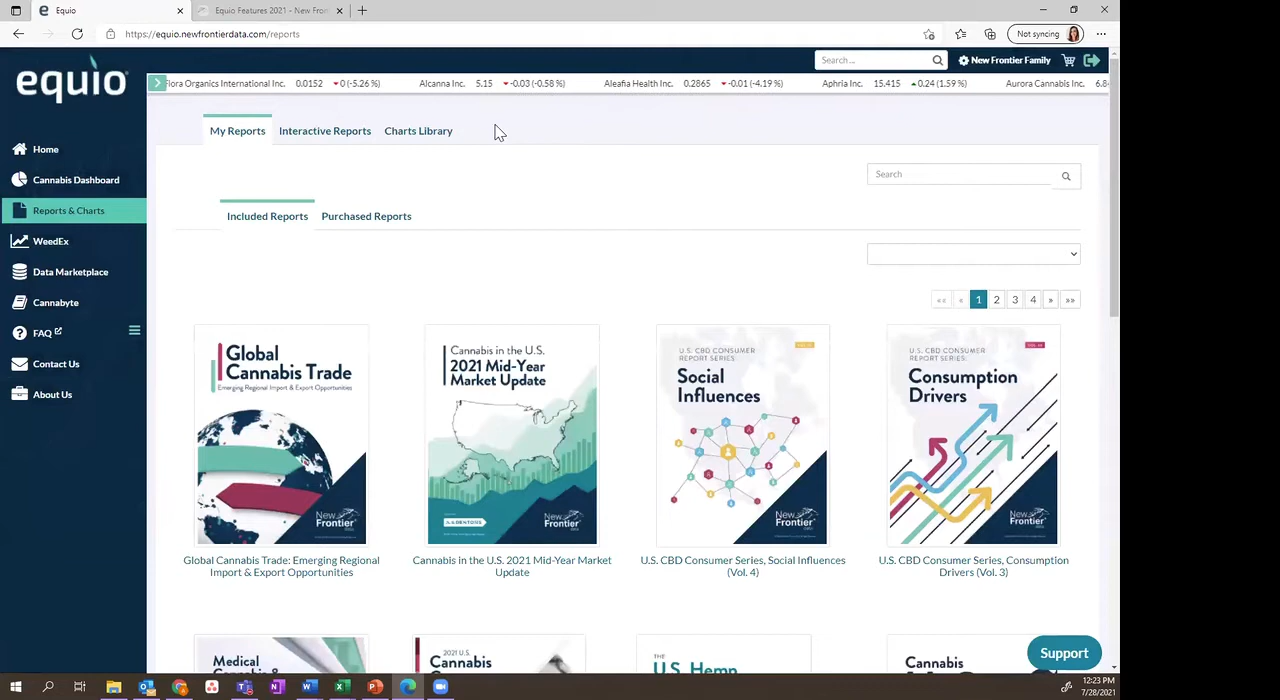 Equio
Equio Features 2021 - New Fron
https://equio.newfrontierdata.com/reports
Not syncing
equio
Search...
New Frontier Family
Flora Organics International Inc. 0.0152 0 (-5.26 %) Alcanna Inc. 5.15 -0.03 (-0.58 %) Aleafia Health Inc. 0.2865 -0.01 (-4.19 %) Aphria Inc. 15.415 0.24 (1.59 %) Aurora Cannabis Inc. 6.8
My Reports Interactive Reports Charts Library
Home
Cannabis Dashboard
Reports & Charts
WeedEx
Data Marketplace
Cannabyte
FAQ
Contact Us
About Us
Search
Included Reports Purchased Reports
«« « 1 2 3 4 » »»
Global
Cannabis Trade
Emerging Regional Import & Export Opportunities
New
Frontier
Global Cannabis Trade: Emerging Regional
Import & Export Opportunities
Cannabis in the U.S.
2021 Mid-Year
Market Update
DENTONS
New
Frontier
Cannabis in the U.S. 2021 Mid-Year Market
Update
U.S. CBD CONSUMER
REPORT SERIES:
Social
Influences
New
Frontier
U.S. CBD Consumer Series, Social Influences
(Vol. 4)
U.S. CBD CONSUMER
REPORT SERIES:
Consumption
Drivers
New
Frontier
U.S. CBD Consumer Series, Consumption
Drivers (Vol. 3)
Medical
2021 U.S.
Cannabis
THE
U.S. Hemp
Cannabis
Support
12:23 PM
7/28/2021